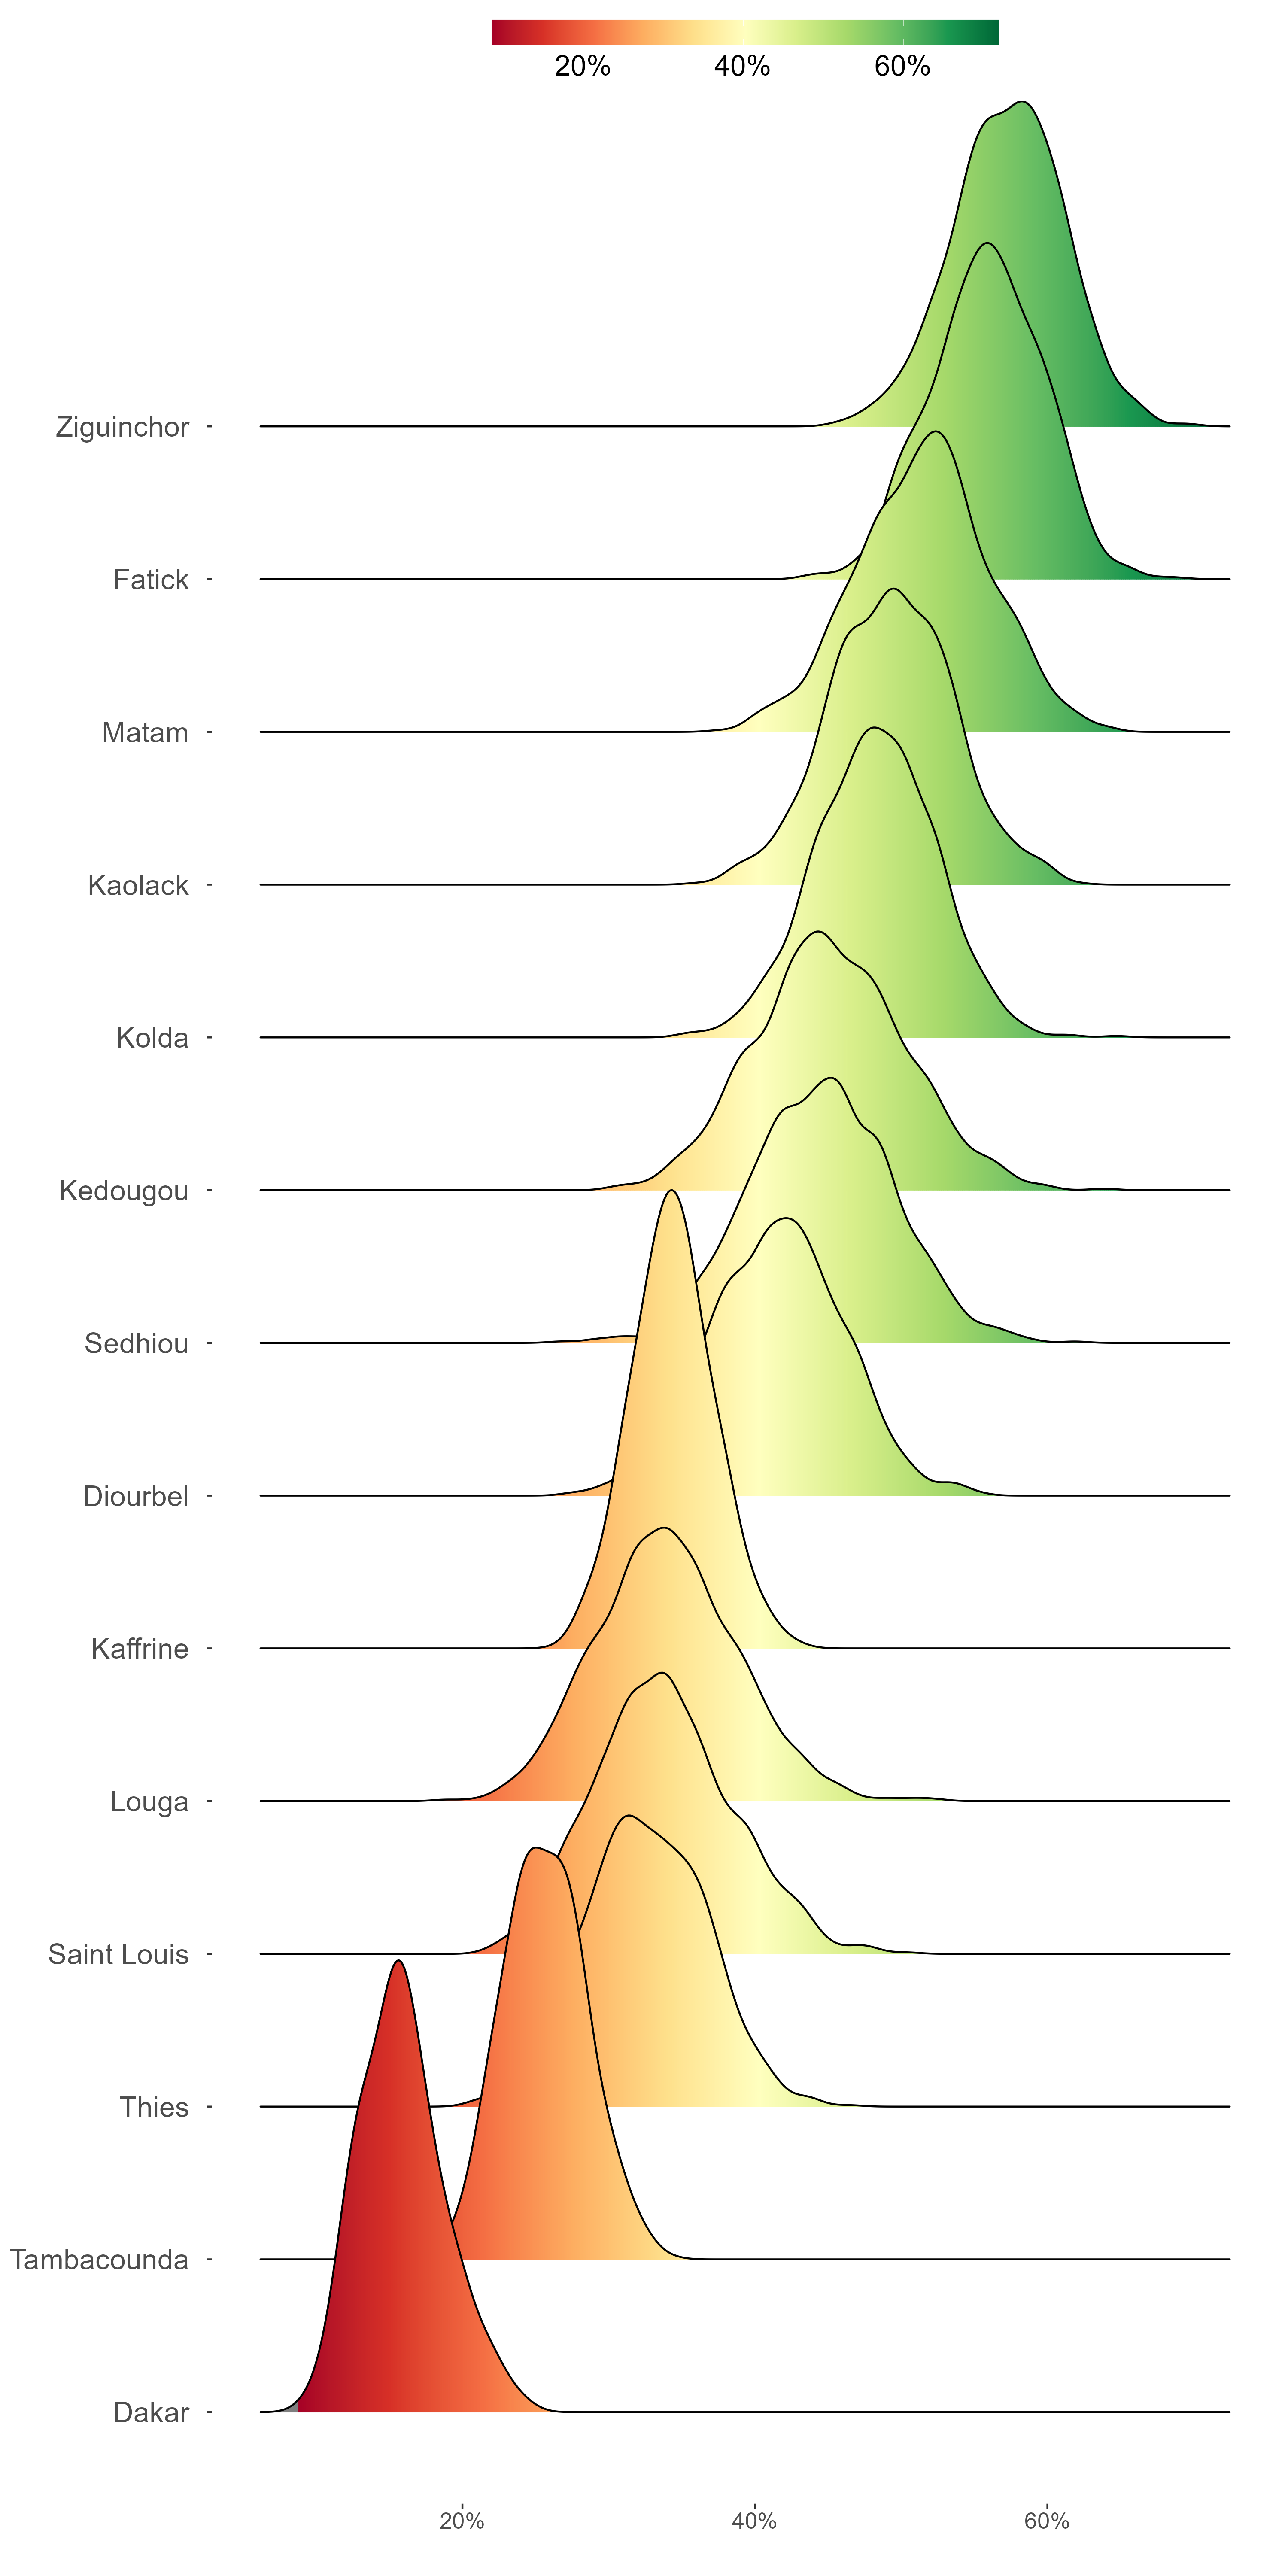 20% 40% 60%
Ziguinchor
Fatick
Matam
Kaolack
Kolda
Kedougou
Sedhiou
Diourbel
Kaffrine
Louga
Saint Louis
Thies
Tambacounda
Dakar
20% 40% 60%